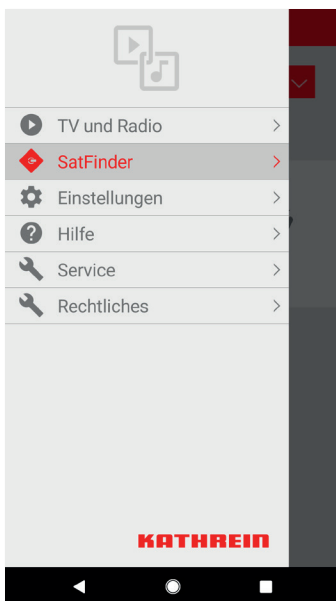 TV und Radio
SatFinder
Einstellungen
Hilfe
Service
Rechtliches
KATHREIN